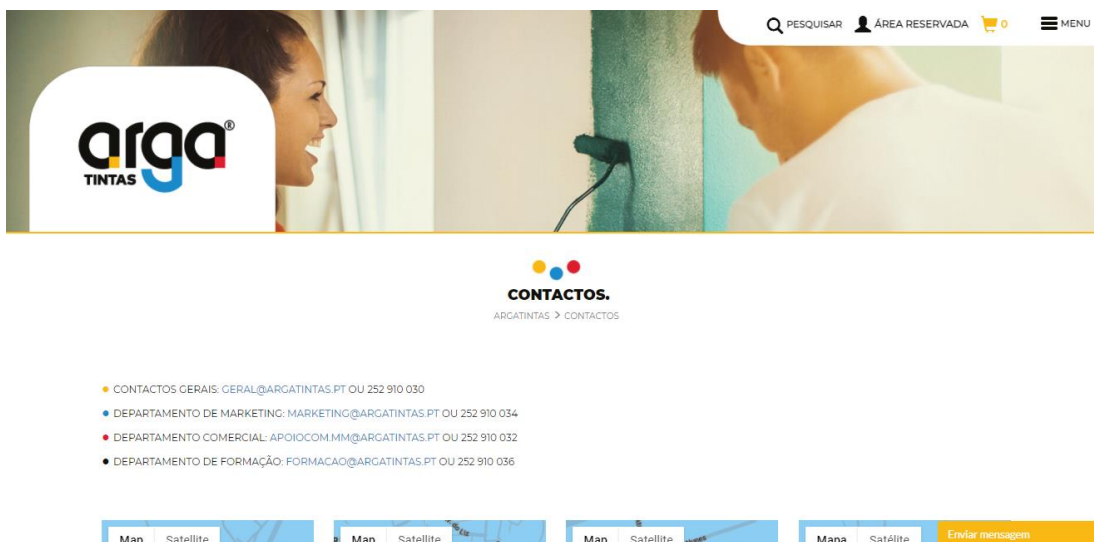 PESQUISAR ÁREA RESERVADA 0 MENU
arga®
TINTAS
CONTACTOS.
ARGATINTAS > CONTACTOS
CONTACTOS GERAIS: GERAL@ARGATINTAS.PT OU 252 910 030
DEPARTAMENTO DE MARKETING: MARKETING@ARGATINTAS.PT OU 252 910 034
DEPARTAMENTO COMERCIAL: APOIOCOM.MM@ARGATINTAS.PT OU 252 910 032
DEPARTAMENTO DE FORMAÇÃO: FORMACAO@ARGATINTAS.PT OU 252 910 036
Map Satellite Map Satellite Map Satellite Mapa Satélite Enviar mensagem